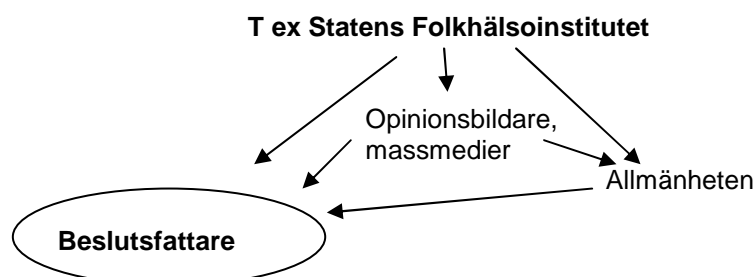 T ex Statens Folkhälsoinstitutet
Opinionsbildare,
massmedier
Allmänheten
Beslutsfattare